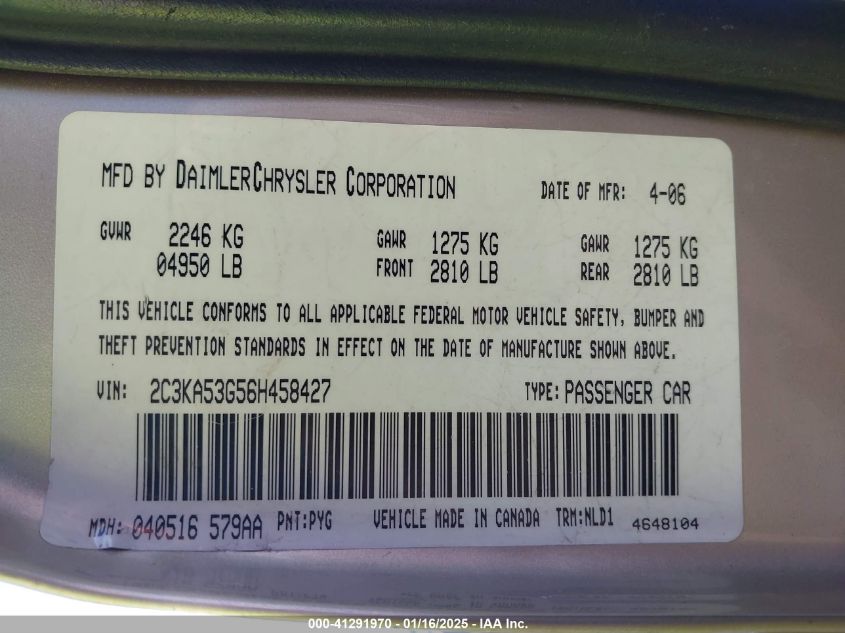 MFD BY DAIMLERCHRYSLER CORPORATION DATE OF MFR: 4-06
GVWR 2246 KG GAWR 1275 KG GAWR 1275 KG
04950 LB FRONT 2810 LB REAR 2810 LB
THIS VEHICLE CONFORMS TO ALL APPLICABLE FEDERAL MOTOR VEHICLE SAFETY, BUMPER AND
THEFT PREVENTION STANDARDS IN EFFECT ON THE DATE OF MANUFACTURE SHOWN ABOVE.
VIN: 2C3KA53G56H458427 TYPE: PASSENGER CAR
MDH: 040516 579AA PNT:PYG VEHICLE MADE IN CANADA TRM:NLD1 4648104
000-41291970 - 01/16/2025 - IAA Inc.